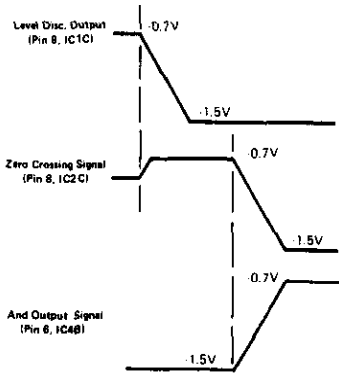 Level Disc. Output
(Pin 8, IC1C)
-0.7V
-1.5V
Zero Crossing Signal
(Pin 8, IC2C)
-0.7V
-1.5V
-0.7V
And Output Signal
(Pin 6, IC4B)
-1.5V